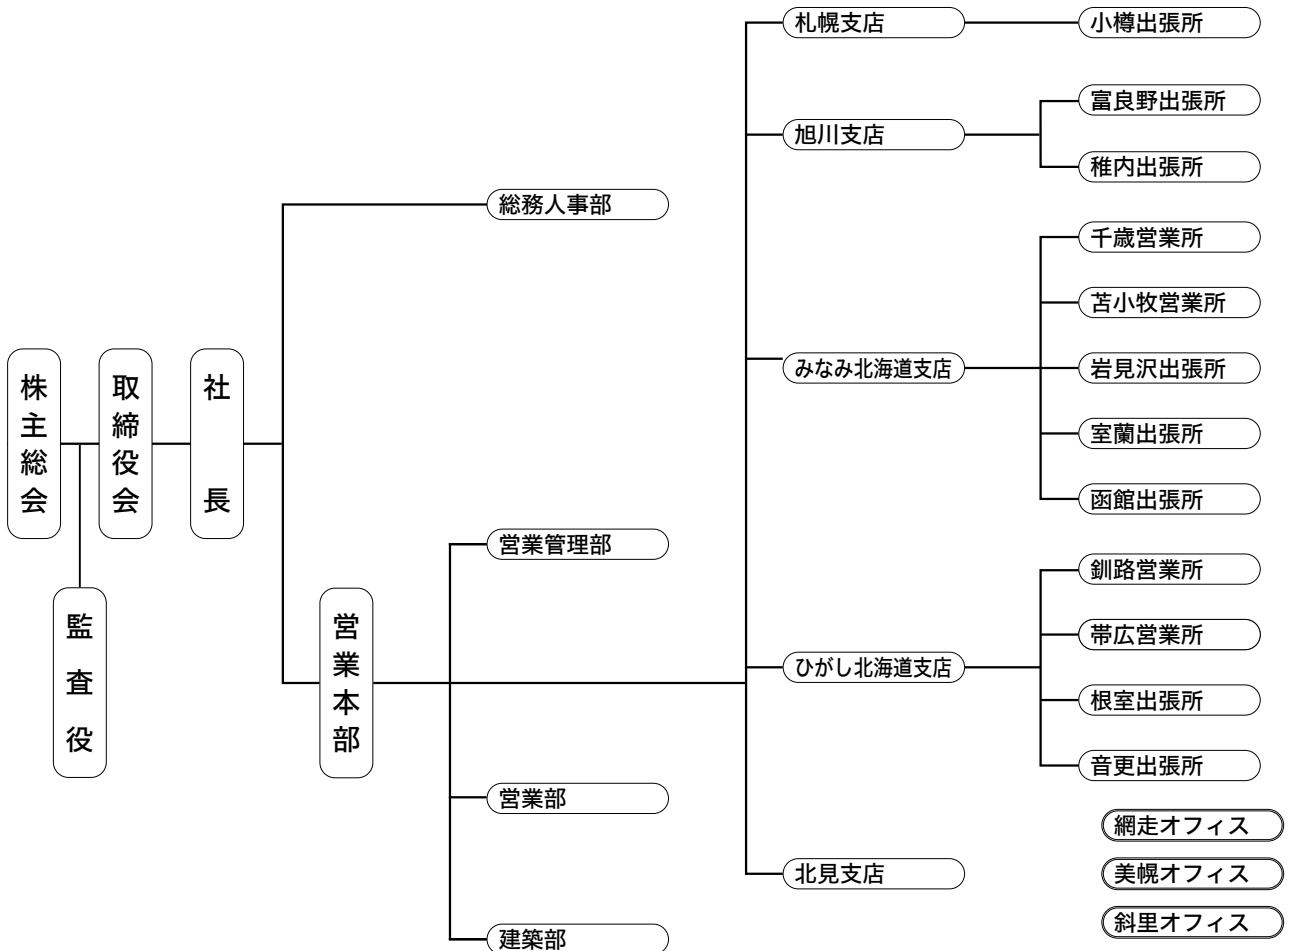 株主総会
取締役会
社長
監査役
総務人事部
営業本部
営業管理部
営業部
建築部
札幌支店
小樽出張所
旭川支店
富良野出張所
稚内出張所
みなみ北海道支店
千歳営業所
苫小牧営業所
岩見沢出張所
室蘭出張所
函館出張所
ひがし北海道支店
釧路営業所
帯広営業所
根室出張所
音更出張所
北見支店
網走オフィス
美幌オフィス
斜里オフィス